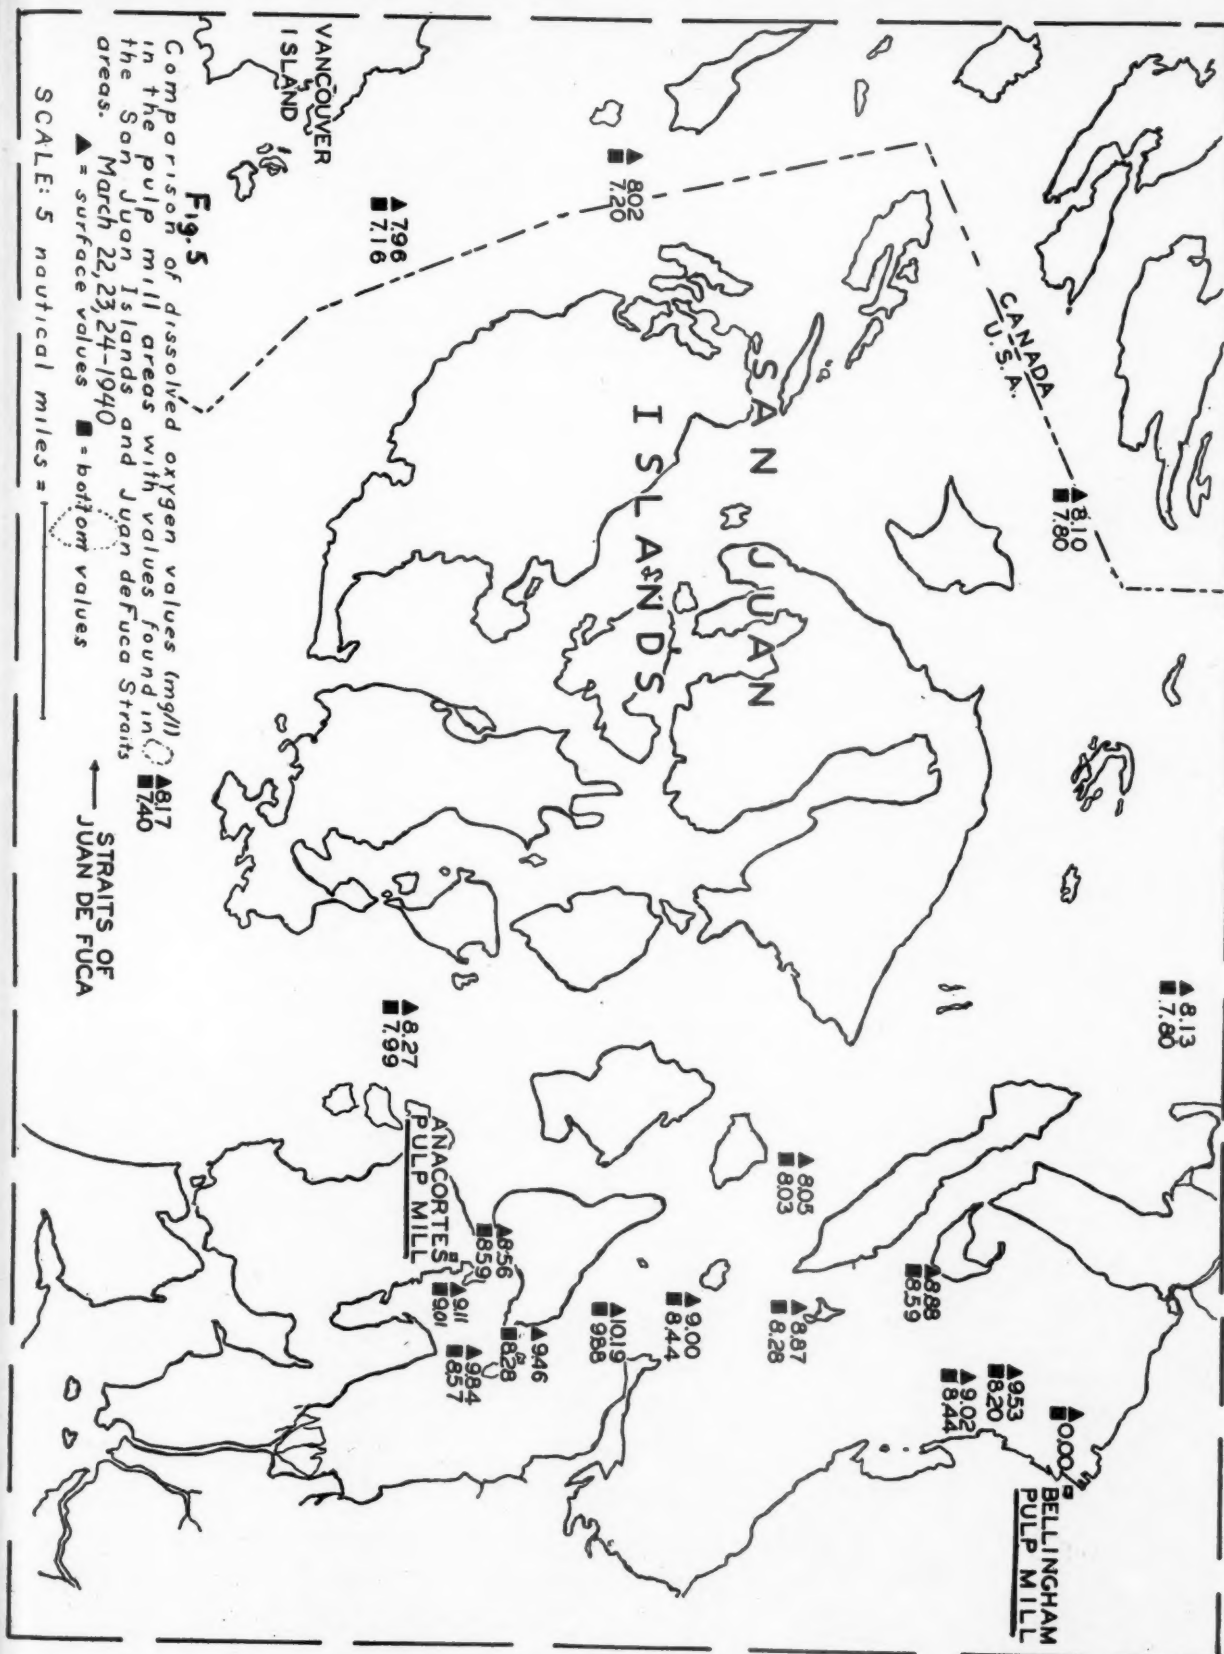 VANCOUVER
ISLAND
CANADA
U.S.A.
SAN JUAN
ISLANDS
▲ 8.02
■ 7.20
▲ 7.96
■ 7.16
▲ 8.10
■ 7.80
▲ 8.13
■ 7.80
▲ 8.17
■ 7.40
▲ 8.27
■ 7.99
▲ 8.05
■ 8.03
▲ 8.88
■ 8.59
▲ 8.87
■ 8.28
▲ 9.00
■ 8.44
▲ 10.19
■ 9.88
▲ 9.46
■ 8.28
▲ 8.56
■ 8.59
▲ 9.11
■ 9.01
▲ 9.84
■ 8.57
▲ 9.53
■ 8.20
▲ 9.02
■ 8.44
▲
■ 0.00
BELLINGHAM
PULP MILL
ANACORTES
PULP MILL
STRAITS OF
JUAN DE FUCA
Fig. 5
Comparison of dissolved oxygen values (mg/l)
in the pulp mill areas with values found in
the San Juan Islands and Juan deFuca Straits
areas. March 22,23,24-1940
▲ = surface values ■ = bottom values
SCALE: 5 nautical miles =